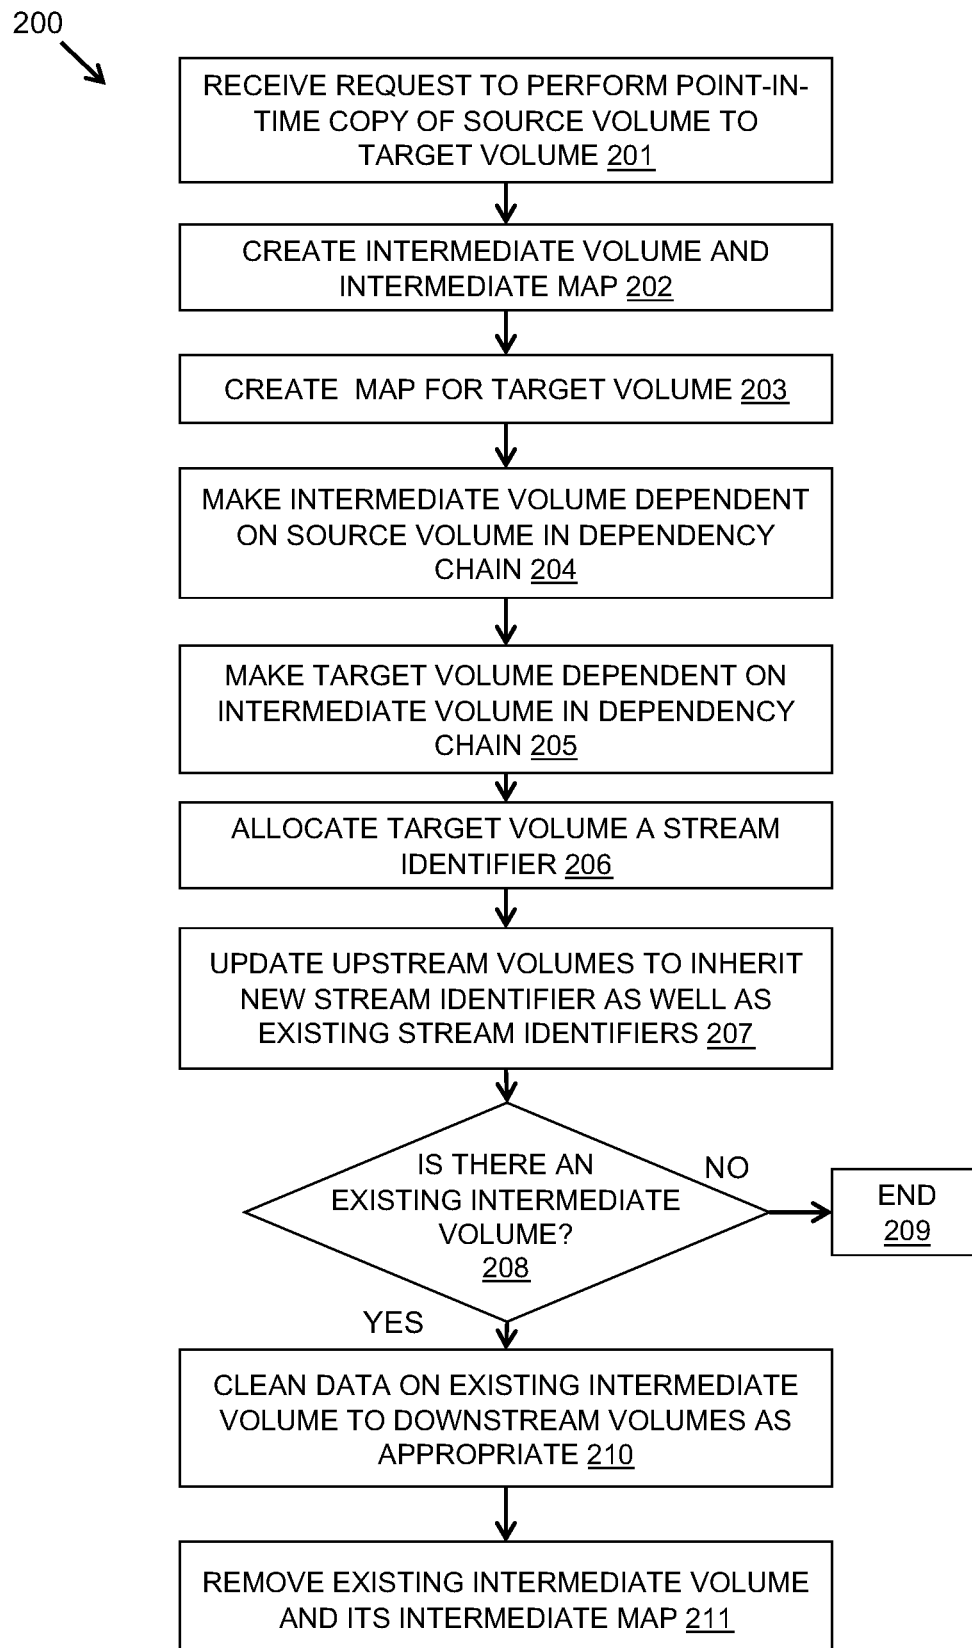 200
RECEIVE REQUEST TO PERFORM POINT-IN-
TIME COPY OF SOURCE VOLUME TO
TARGET VOLUME 201
CREATE INTERMEDIATE VOLUME AND
INTERMEDIATE MAP 202
CREATE MAP FOR TARGET VOLUME 203
MAKE INTERMEDIATE VOLUME DEPENDENT
ON SOURCE VOLUME IN DEPENDENCY
CHAIN 204
MAKE TARGET VOLUME DEPENDENT ON
INTERMEDIATE VOLUME IN DEPENDENCY
CHAIN 205
ALLOCATE TARGET VOLUME A STREAM
IDENTIFIER 206
UPDATE UPSTREAM VOLUMES TO INHERIT
NEW STREAM IDENTIFIER AS WELL AS
EXISTING STREAM IDENTIFIERS 207
IS THERE AN
EXISTING INTERMEDIATE
VOLUME?
208
NO
END
209
YES
CLEAN DATA ON EXISTING INTERMEDIATE
VOLUME TO DOWNSTREAM VOLUMES AS
APPROPRIATE 210
REMOVE EXISTING INTERMEDIATE VOLUME
AND ITS INTERMEDIATE MAP 211